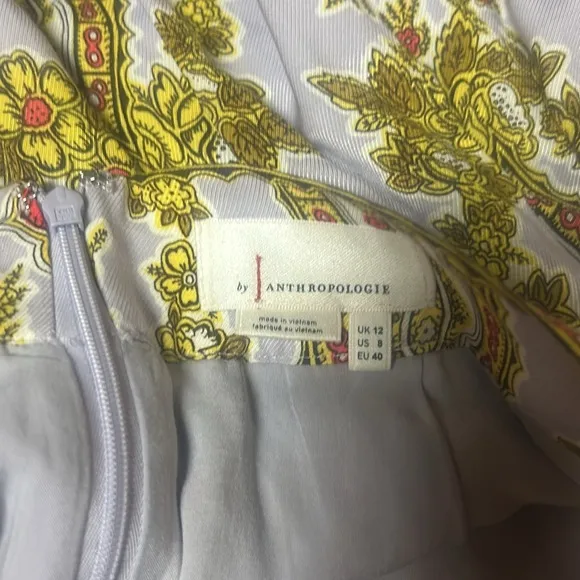 by ANTHROPOLOGIE
made in vietnam
fabriqué au vietnam
UK 12
US 8
EU 40